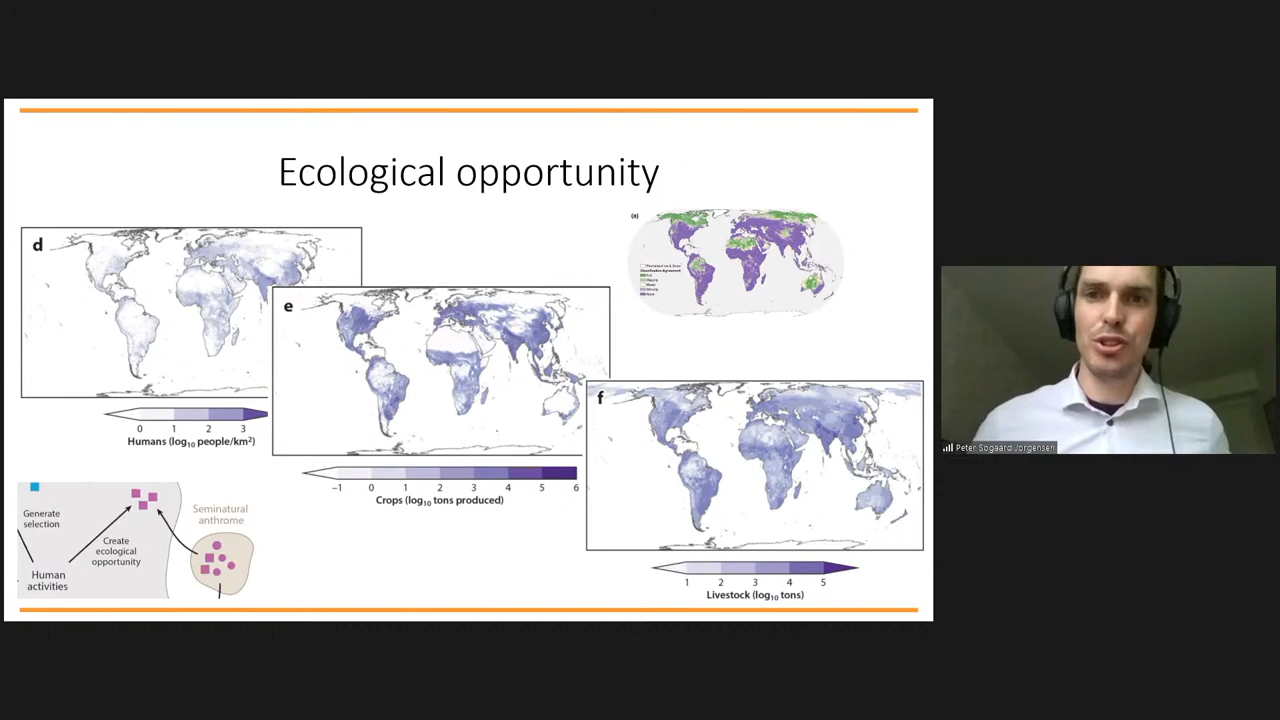 Ecological opportunity
d
0 1 2 3
Humans (log10 people/km²)
e
−1 0 1 2 3 4 5 6
Crops (log10 tons produced)
(a)
f
1 2 3 4 5
Livestock (log10 tons)
Generate
selection
Create
ecological
opportunity
Human
activities
Seminatural
anthrome
Peter Sogaard Jorgensen